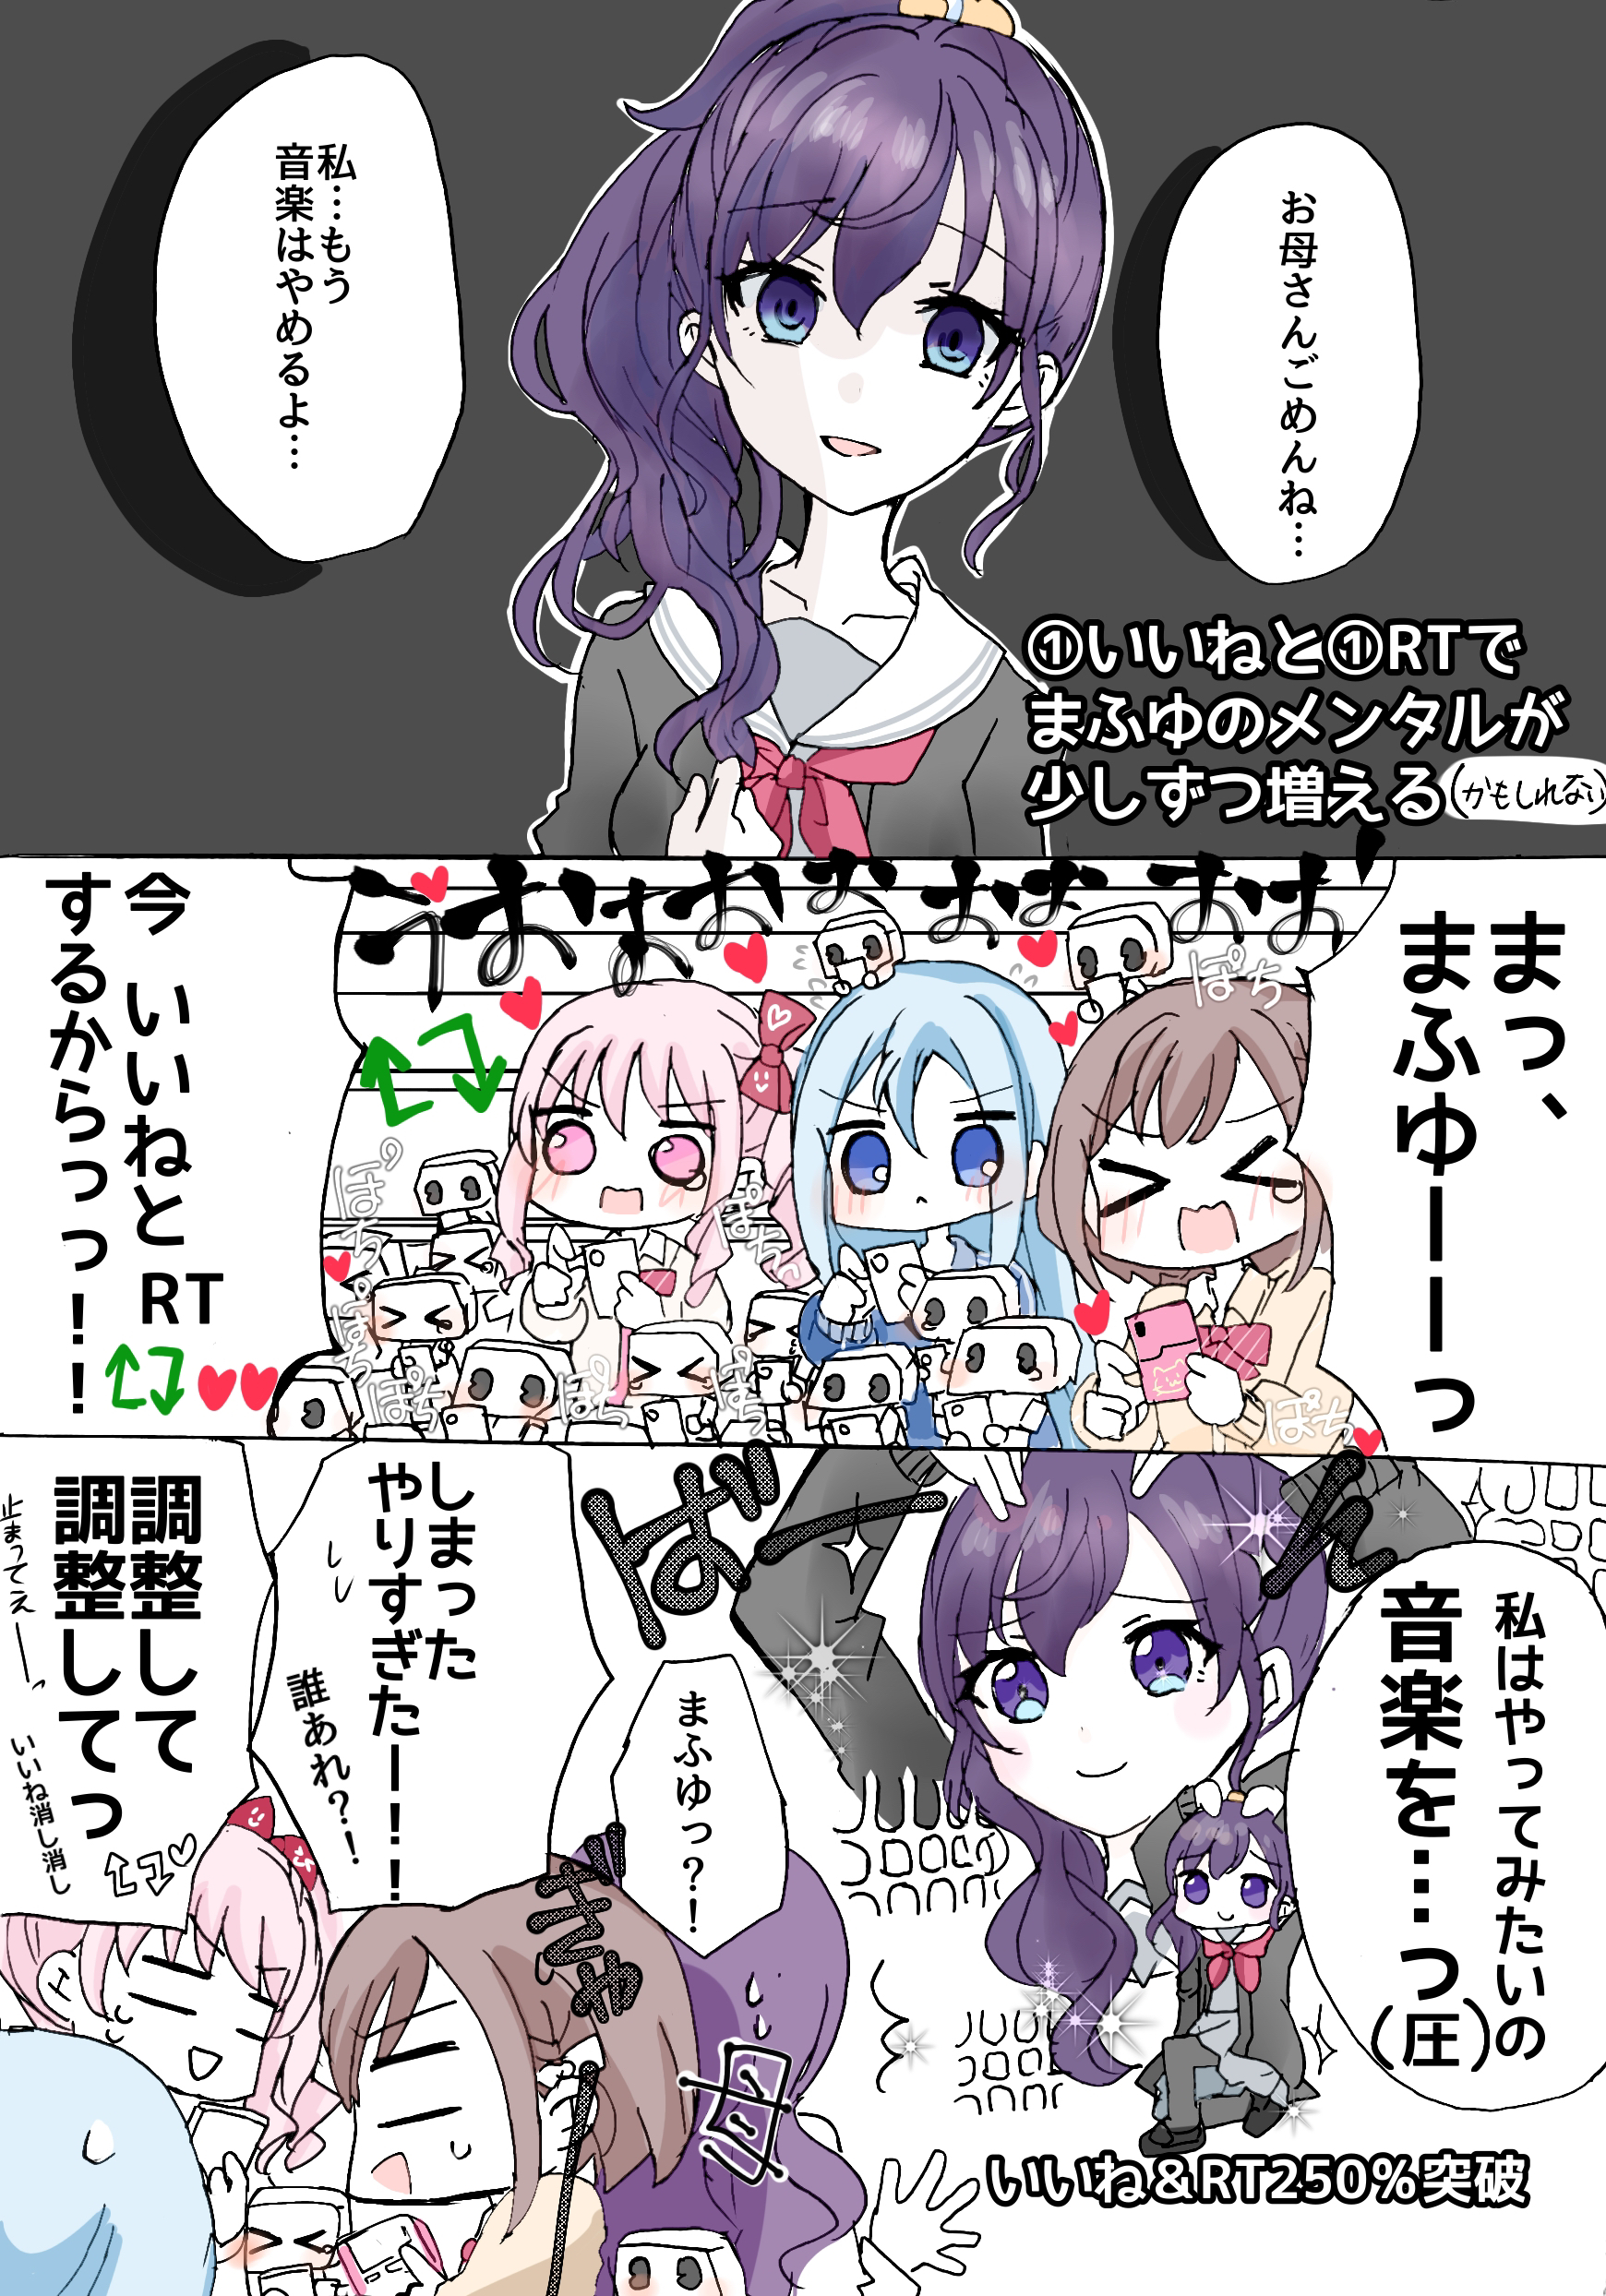 お母さんごめんね…
私…もう
音楽はやめるよ…
①いいねと①RTで
まふゆのメンタルが
少しずつ増える(かもしれない)
まっ、
まふゆーーーっ
うおおおおおおおお
ぽち
ぽち
ぽち
ぽち
ぽち
ぽち
ぽち
ぽち
今 いいねと RT
するからっっっ！！
ばーん
私はやってみたいの
音楽を…っ(圧)
いいね＆RT250%突破
まふゆっ？！
母
ぎゃー
しまった
やりすぎたー！！
誰あれ？！
調整して
調整してっ
止まってぇー
いいね消し消し